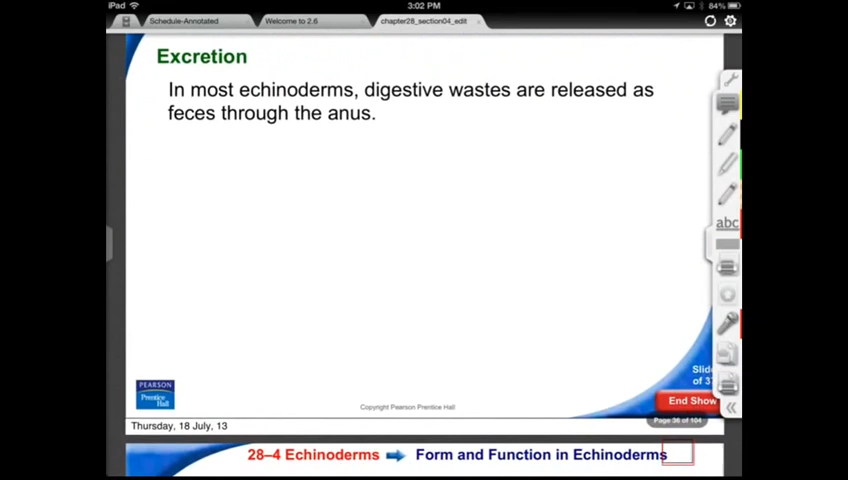 iPad 3:02 PM 84%
Schedule-Annotated Welcome to 2.6 chapter28_section04_edit
Excretion
In most echinoderms, digestive wastes are released as
feces through the anus.
abc
PEARSON
Prentice
Hall
Copyright Pearson Prentice Hall
of 37
End Show
Page 36 of 104
Thursday, 18 July, 13
28–4 Echinoderms Form and Function in Echinoderms